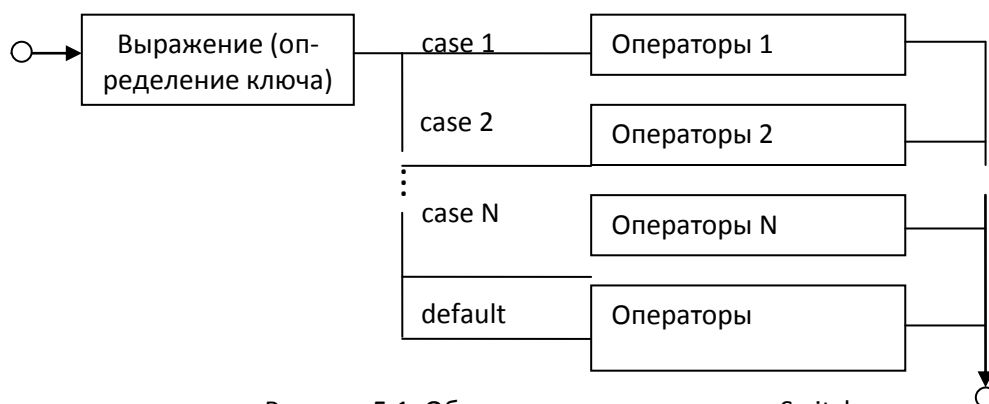 Выражение (оп-
ределение ключа)
case 1
Операторы 1
case 2
Операторы 2
case N
Операторы N
default
Операторы